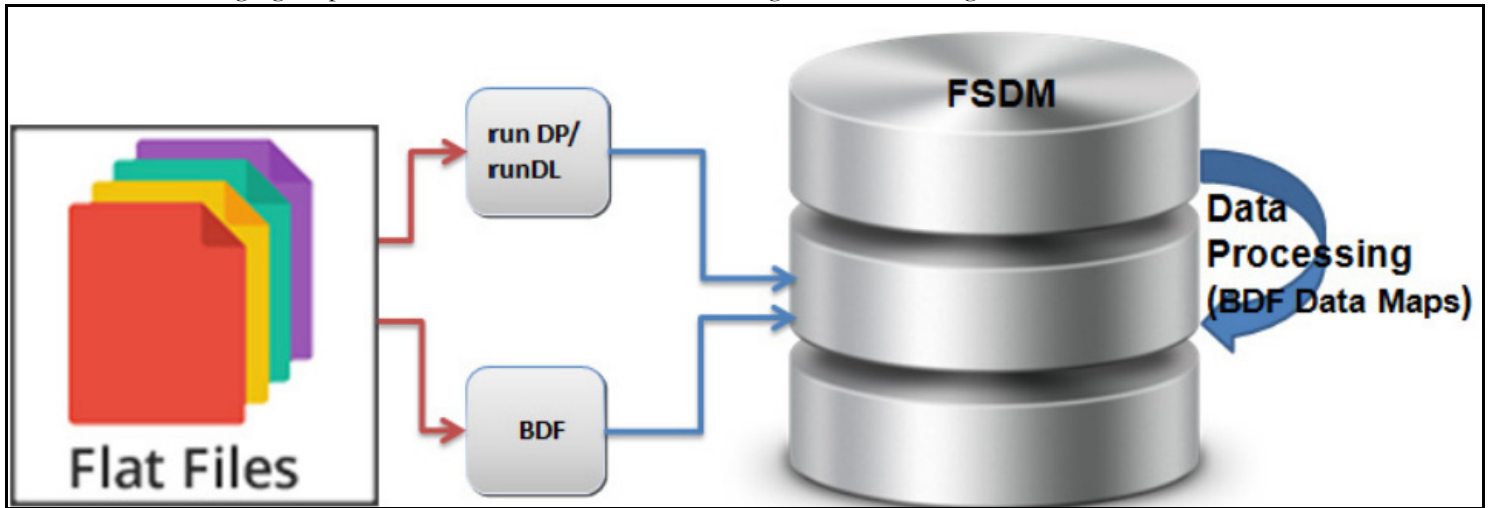 run DP/
runDL
BDF
Flat Files
FSDM
Data
Processing
(BDF Data Maps)